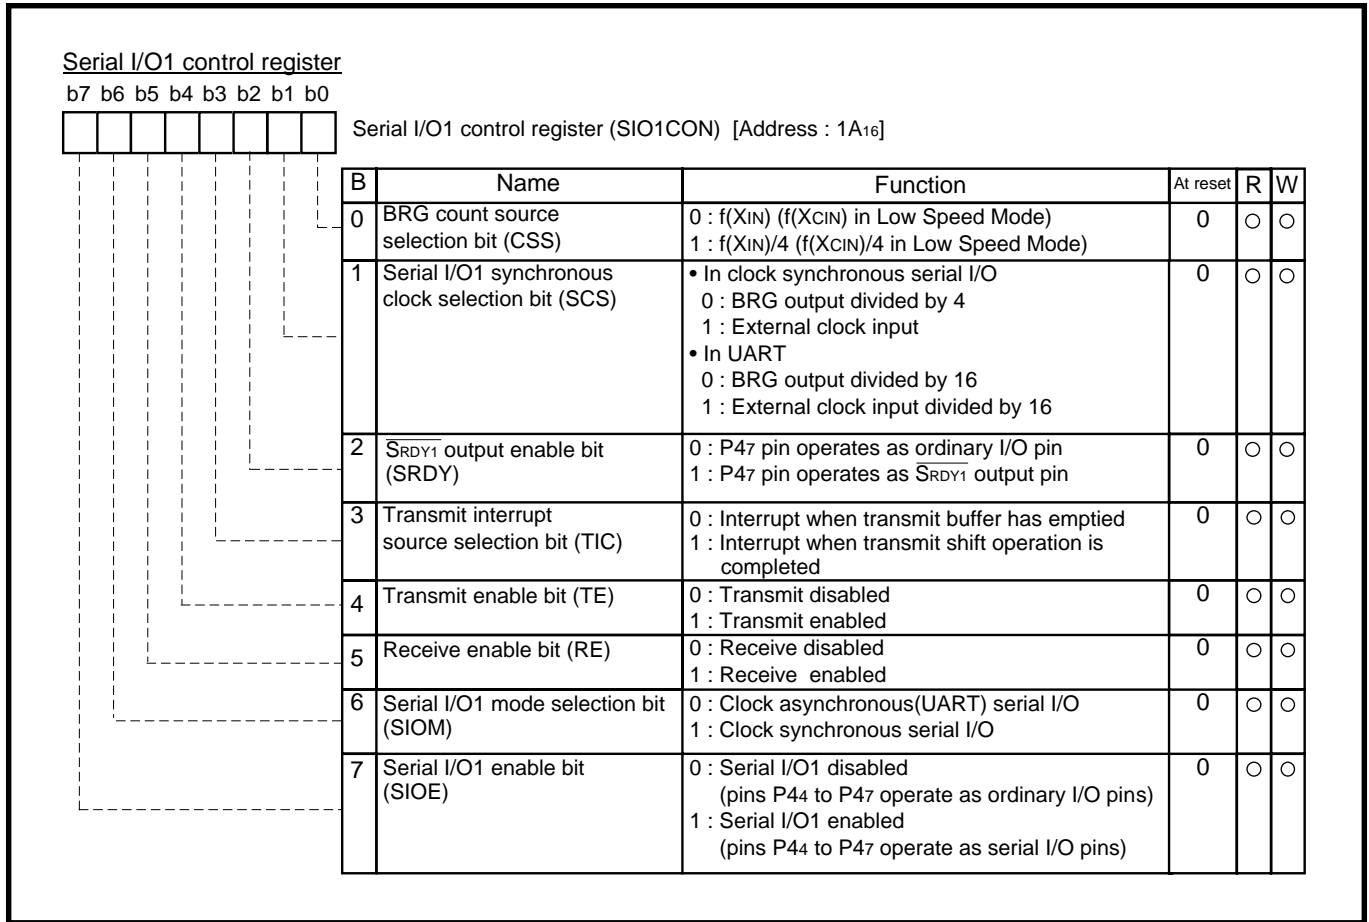 Serial I/O1 control register
b7 b6 b5 b4 b3 b2 b1 b0
Serial I/O1 control register (SIO1CON) [Address : 1A16]
B Name Function At reset R W
0 BRG count source 0 : f(XIN) (f(XCIN) in Low Speed Mode) 0 ○ ○
selection bit (CSS) 1 : f(XIN)/4 (f(XCIN)/4 in Low Speed Mode)
1 Serial I/O1 synchronous • In clock synchronous serial I/O 0 ○ ○
clock selection bit (SCS) 0 : BRG output divided by 4
1 : External clock input
• In UART
0 : BRG output divided by 16
1 : External clock input divided by 16
2 SRDY1 output enable bit 0 : P47 pin operates as ordinary I/O pin 0 ○ ○
(SRDY) 1 : P47 pin operates as SRDY1 output pin
3 Transmit interrupt 0 : Interrupt when transmit buffer has emptied 0 ○ ○
source selection bit (TIC) 1 : Interrupt when transmit shift operation is
completed
4 Transmit enable bit (TE) 0 : Transmit disabled 0 ○ ○
1 : Transmit enabled
5 Receive enable bit (RE) 0 : Receive disabled 0 ○ ○
1 : Receive enabled
6 Serial I/O1 mode selection bit 0 : Clock asynchronous(UART) serial I/O 0 ○ ○
(SIOM) 1 : Clock synchronous serial I/O
7 Serial I/O1 enable bit 0 : Serial I/O1 disabled 0 ○ ○
(SIOE) (pins P44 to P47 operate as ordinary I/O pins)
1 : Serial I/O1 enabled
(pins P44 to P47 operate as serial I/O pins)